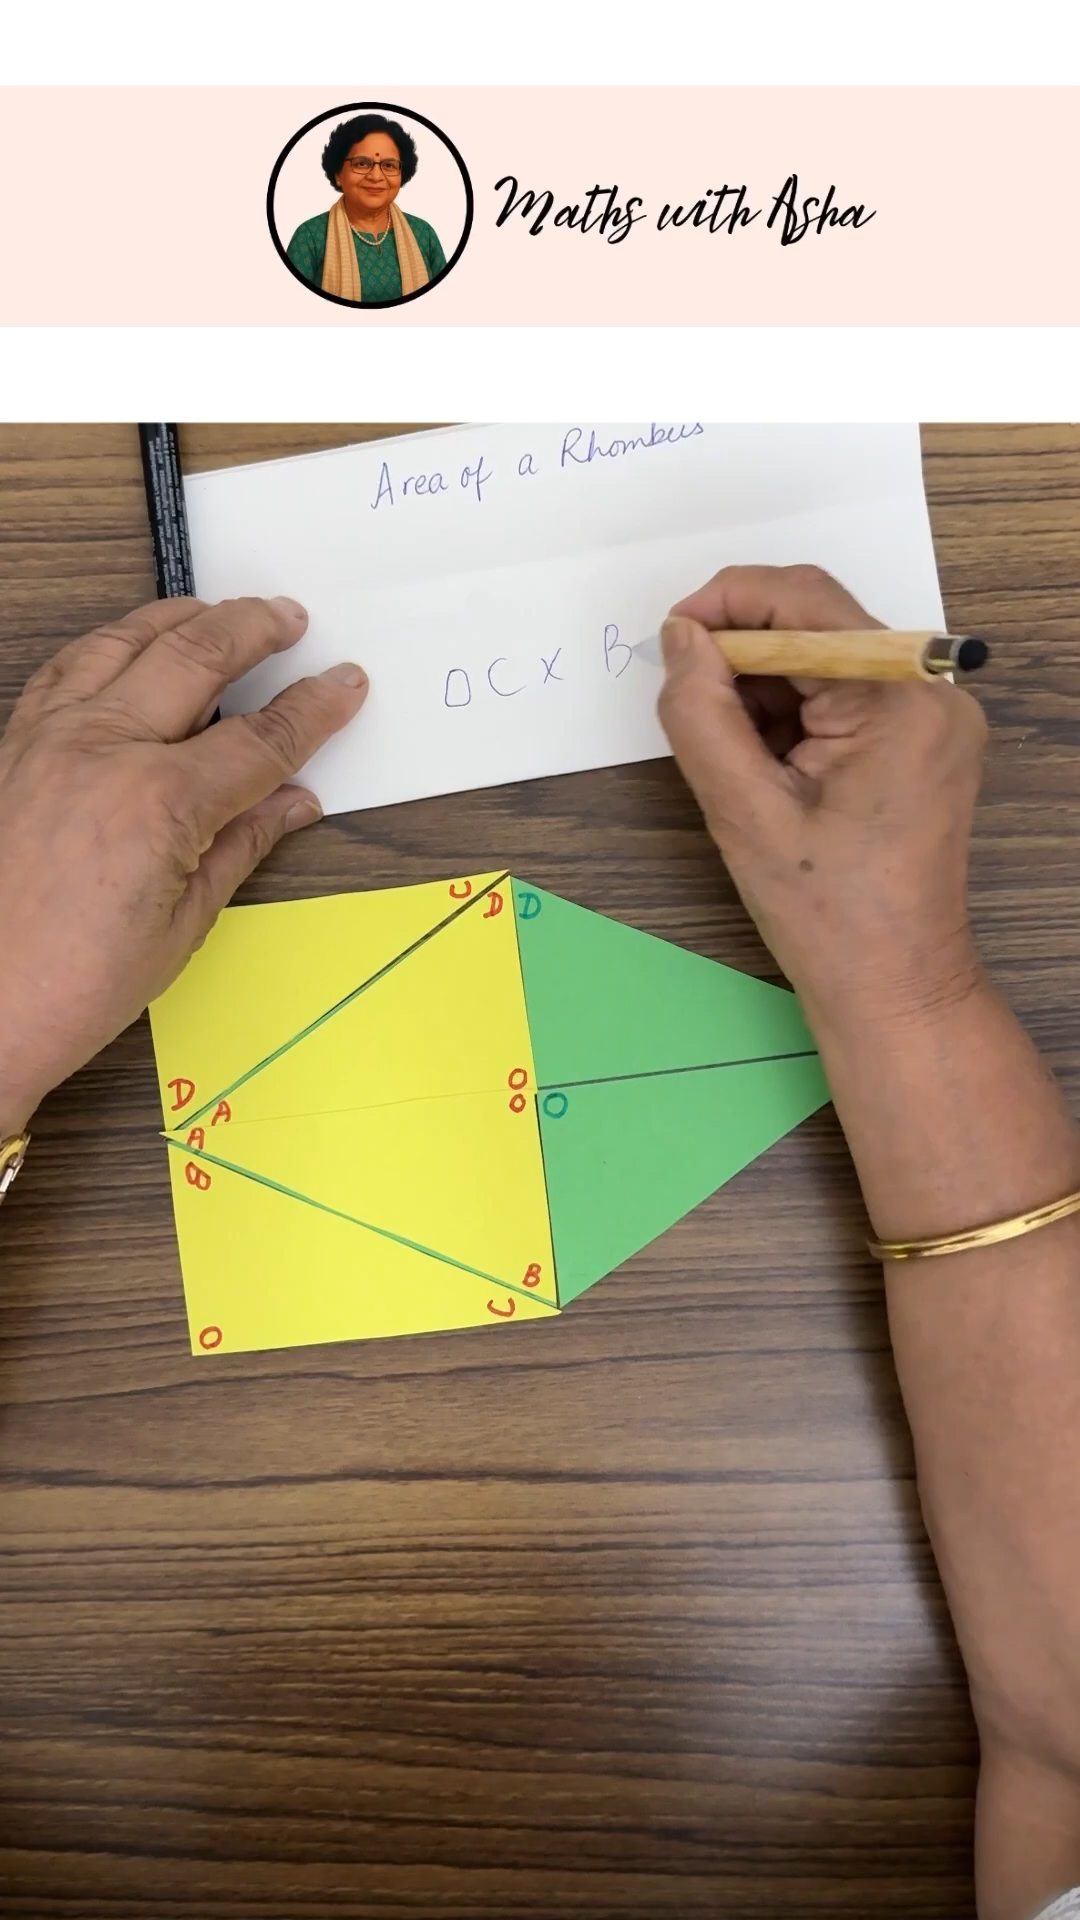 Maths with Asha
Area of a Rhombus
OC x B
C D D
D A
O
O O
A
B
B
C
O